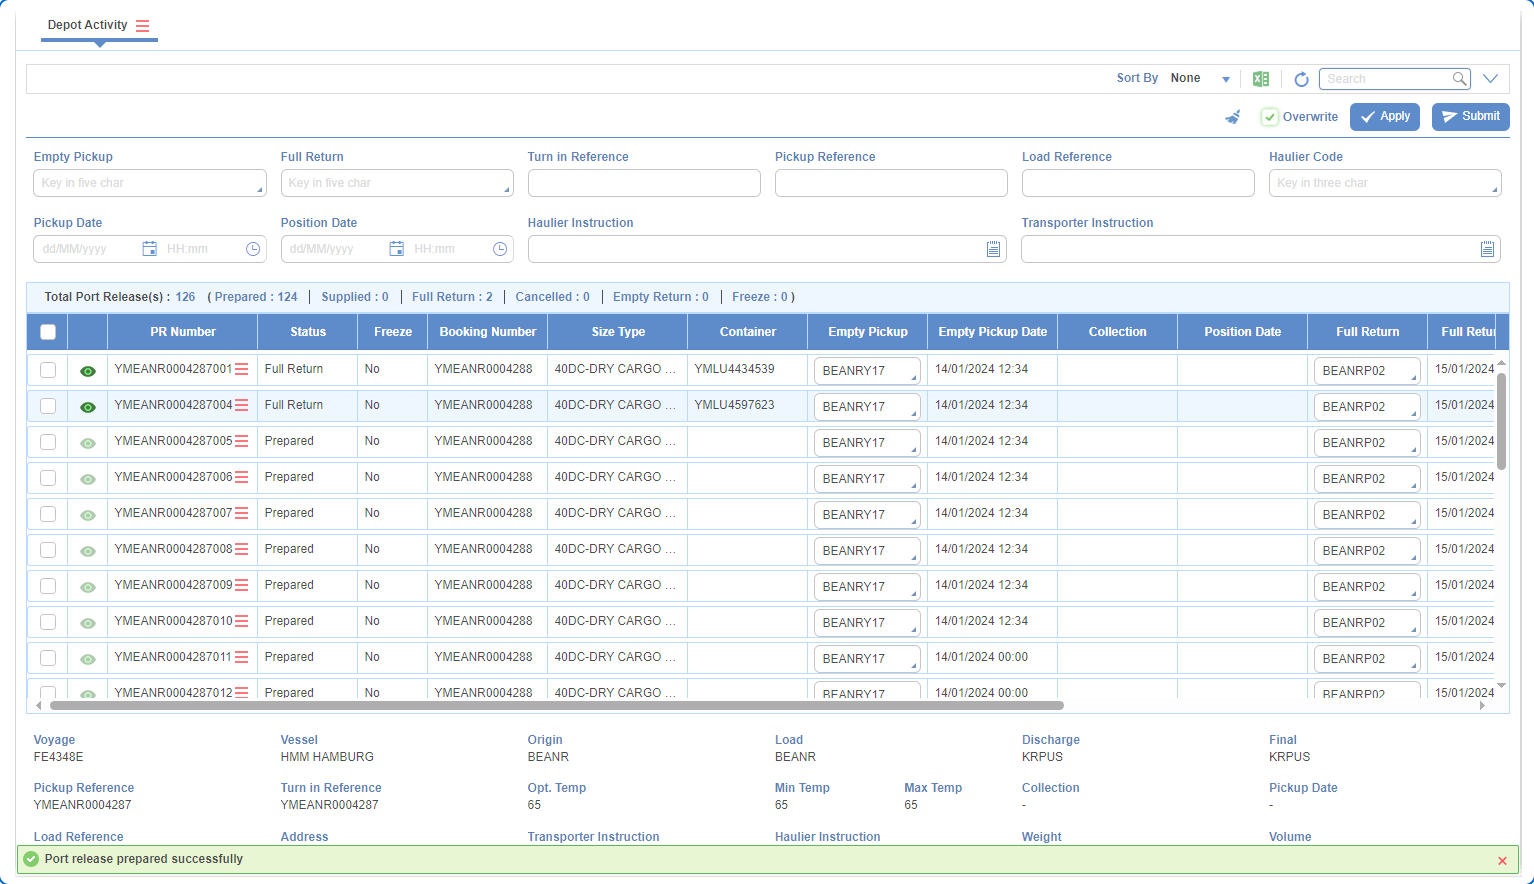 Depot Activity
Sort By None Search
Overwrite Apply Submit
Empty Pickup Full Return Turn in Reference Pickup Reference Load Reference Haulier Code
Key in five char Key in five char Key in three char
Pickup Date Position Date Haulier Instruction Transporter Instruction
dd/MM/yyyy HH:mm dd/MM/yyyy HH:mm
Total Port Release(s) : 126 ( Prepared : 124 | Supplied : 0 | Full Return : 2 | Cancelled : 0 | Empty Return : 0 | Freeze : 0 )
PR Number Status Freeze Booking Number Size Type Container Empty Pickup Empty Pickup Date Collection Position Date Full Return Full Retur
YMEANR0004287001 Full Return No YMEANR0004288 40DC-DRY CARGO ... YMLU4434539 BEANRY17 14/01/2024 12:34 BEANRP02 15/01/2024
YMEANR0004287004 Full Return No YMEANR0004288 40DC-DRY CARGO ... YMLU4597623 BEANRY17 14/01/2024 12:34 BEANRP02 15/01/2024
YMEANR0004287005 Prepared No YMEANR0004288 40DC-DRY CARGO ... BEANRY17 14/01/2024 12:34 BEANRP02 15/01/2024
YMEANR0004287006 Prepared No YMEANR0004288 40DC-DRY CARGO ... BEANRY17 14/01/2024 12:34 BEANRP02 15/01/2024
YMEANR0004287007 Prepared No YMEANR0004288 40DC-DRY CARGO ... BEANRY17 14/01/2024 12:34 BEANRP02 15/01/2024
YMEANR0004287008 Prepared No YMEANR0004288 40DC-DRY CARGO ... BEANRY17 14/01/2024 12:34 BEANRP02 15/01/2024
YMEANR0004287009 Prepared No YMEANR0004288 40DC-DRY CARGO ... BEANRY17 14/01/2024 12:34 BEANRP02 15/01/2024
YMEANR0004287010 Prepared No YMEANR0004288 40DC-DRY CARGO ... BEANRY17 14/01/2024 12:34 BEANRP02 15/01/2024
YMEANR0004287011 Prepared No YMEANR0004288 40DC-DRY CARGO ... BEANRY17 14/01/2024 00:00 BEANRP02 15/01/2024
YMEANR0004287012 Prepared No YMEANR0004288 40DC-DRY CARGO ... BEANRY17 14/01/2024 00:00 BEANRP02 15/01/2024
Voyage Vessel Origin Load Discharge Final
FE4348E HMM HAMBURG BEANR BEANR KRPUS KRPUS
Pickup Reference Turn in Reference Opt. Temp Min Temp Max Temp Collection Pickup Date
YMEANR0004287 YMEANR0004287 65 65 65 - -
Load Reference Address Transporter Instruction Haulier Instruction Weight Volume
Port release prepared successfully